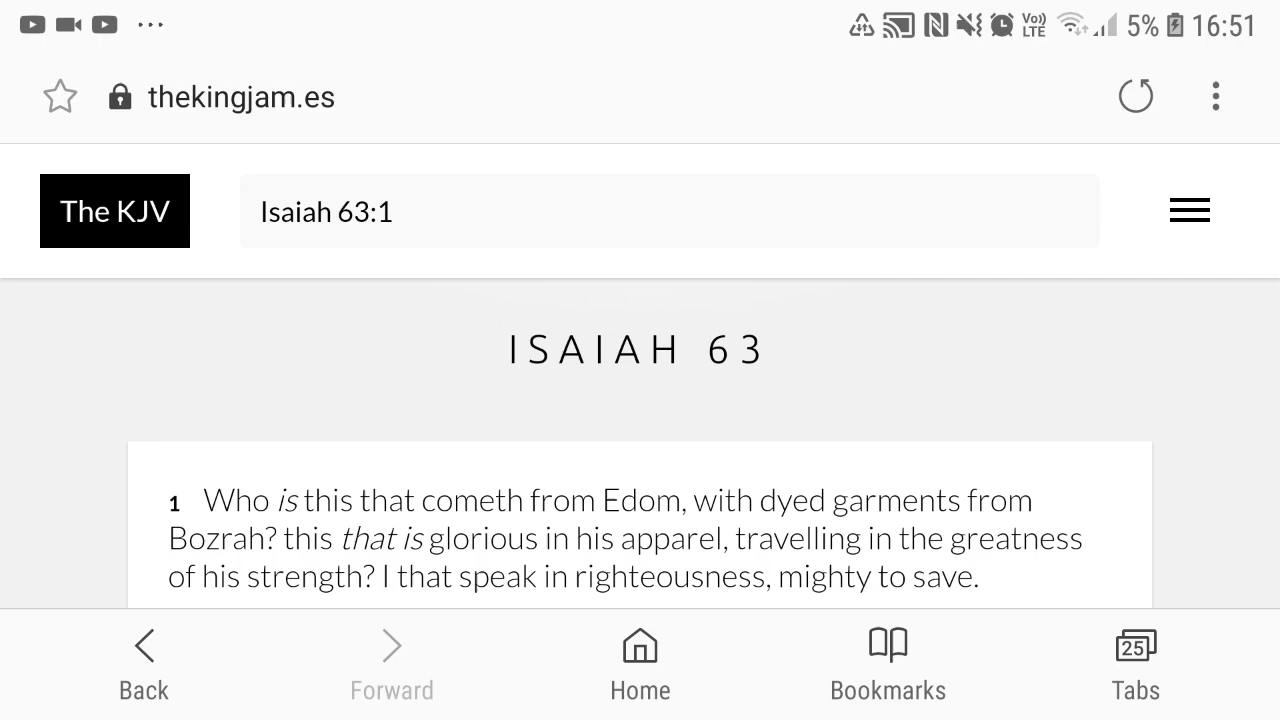 Vo))
LTE
5%
16:51
thekingjam.es
The KJV
Isaiah 63:1
ISAIAH 63
1 Who is this that cometh from Edom, with dyed garments from
Bozrah? this that is glorious in his apparel, travelling in the greatness
of his strength? I that speak in righteousness, mighty to save.
Back
Forward
Home
Bookmarks
25
Tabs